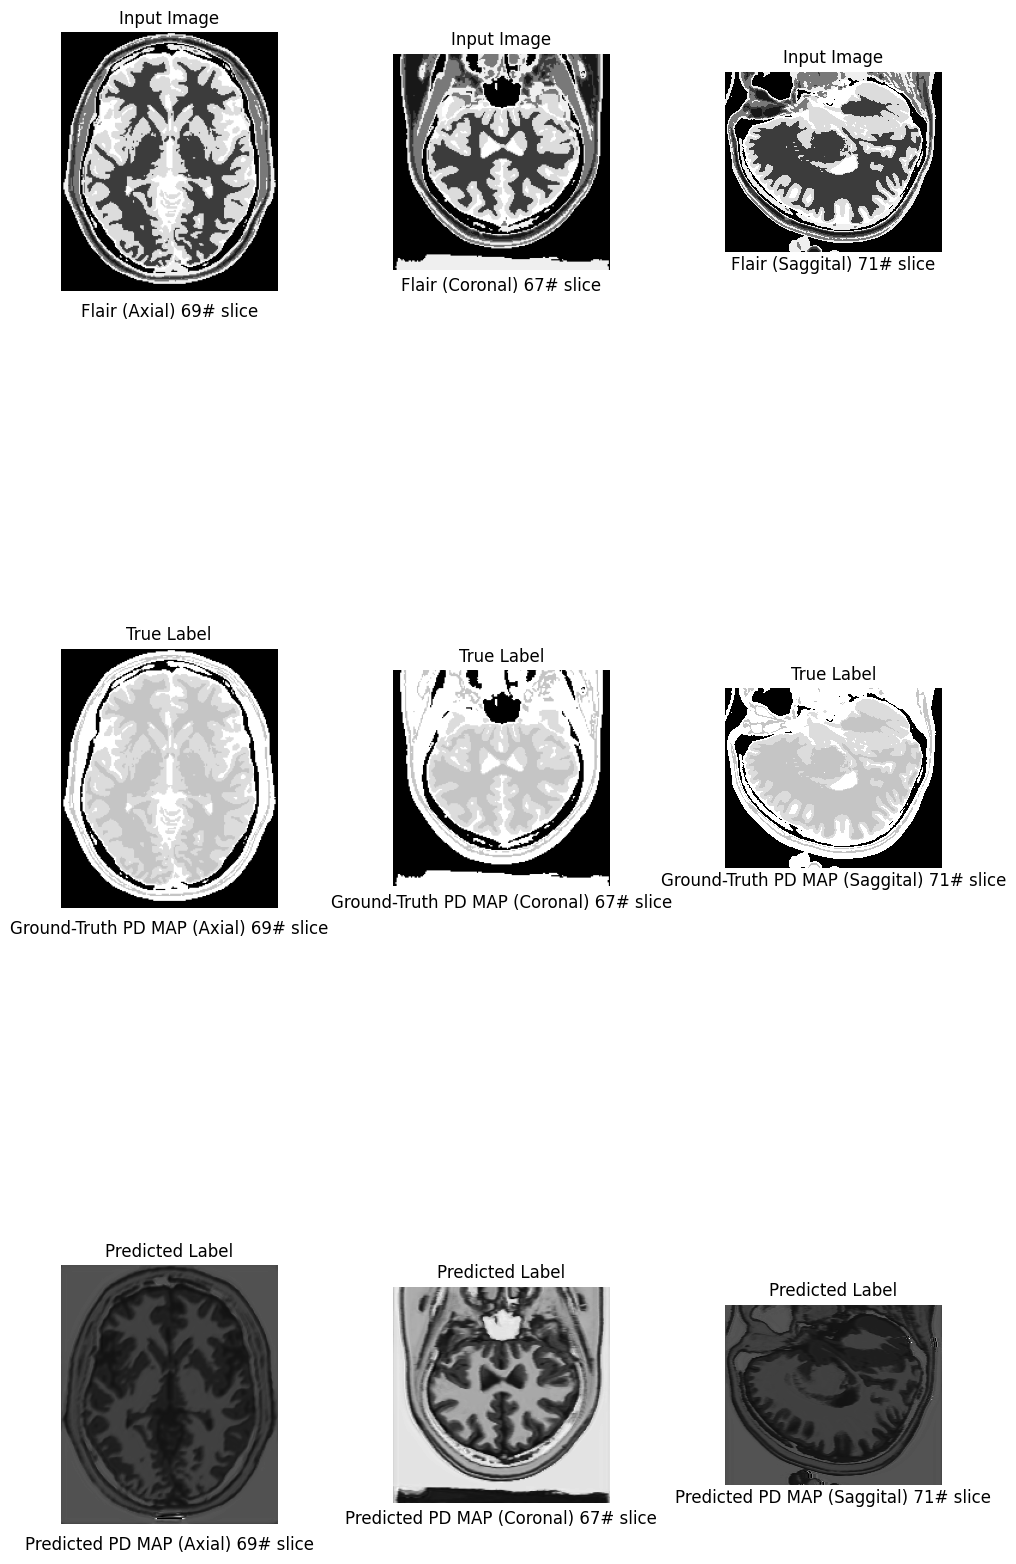 Input Image
Input Image
Input Image
Flair (Axial) 69# slice
Flair (Coronal) 67# slice
Flair (Saggital) 71# slice
True Label
True Label
True Label
Ground-Truth PD MAP (Axial) 69# slice
Ground-Truth PD MAP (Coronal) 67# slice
Ground-Truth PD MAP (Saggital) 71# slice
Predicted Label
Predicted Label
Predicted Label
Predicted PD MAP (Axial) 69# slice
Predicted PD MAP (Coronal) 67# slice
Predicted PD MAP (Saggital) 71# slice